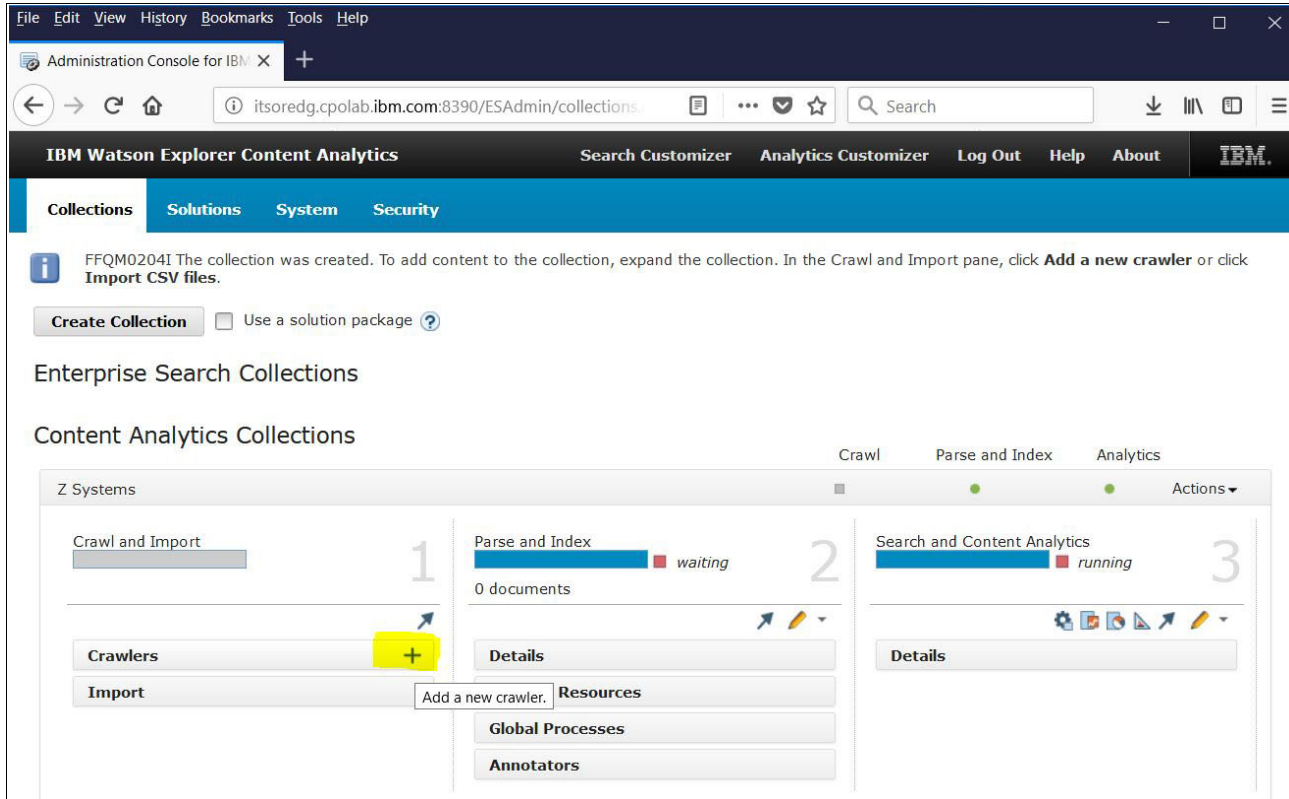 File Edit View History Bookmarks Tools Help
Administration Console for IBM
itsoredg.cpolab.ibm.com:8390/ESAdmin/collections.
Search
IBM Watson Explorer Content Analytics
Search Customizer Analytics Customizer Log Out Help About IBM.
Collections Solutions System Security
FFQM0204I The collection was created. To add content to the collection, expand the collection. In the Crawl and Import pane, click Add a new crawler or click
Import CSV files.
Create Collection Use a solution package ?
Enterprise Search Collections
Content Analytics Collections
Crawl Parse and Index Analytics
Z Systems Actions
Crawl and Import 1
Parse and Index 2
waiting
0 documents
Search and Content Analytics 3
running
Crawlers +
Import
Add a new crawler.
Details
Resources
Global Processes
Annotators
Details